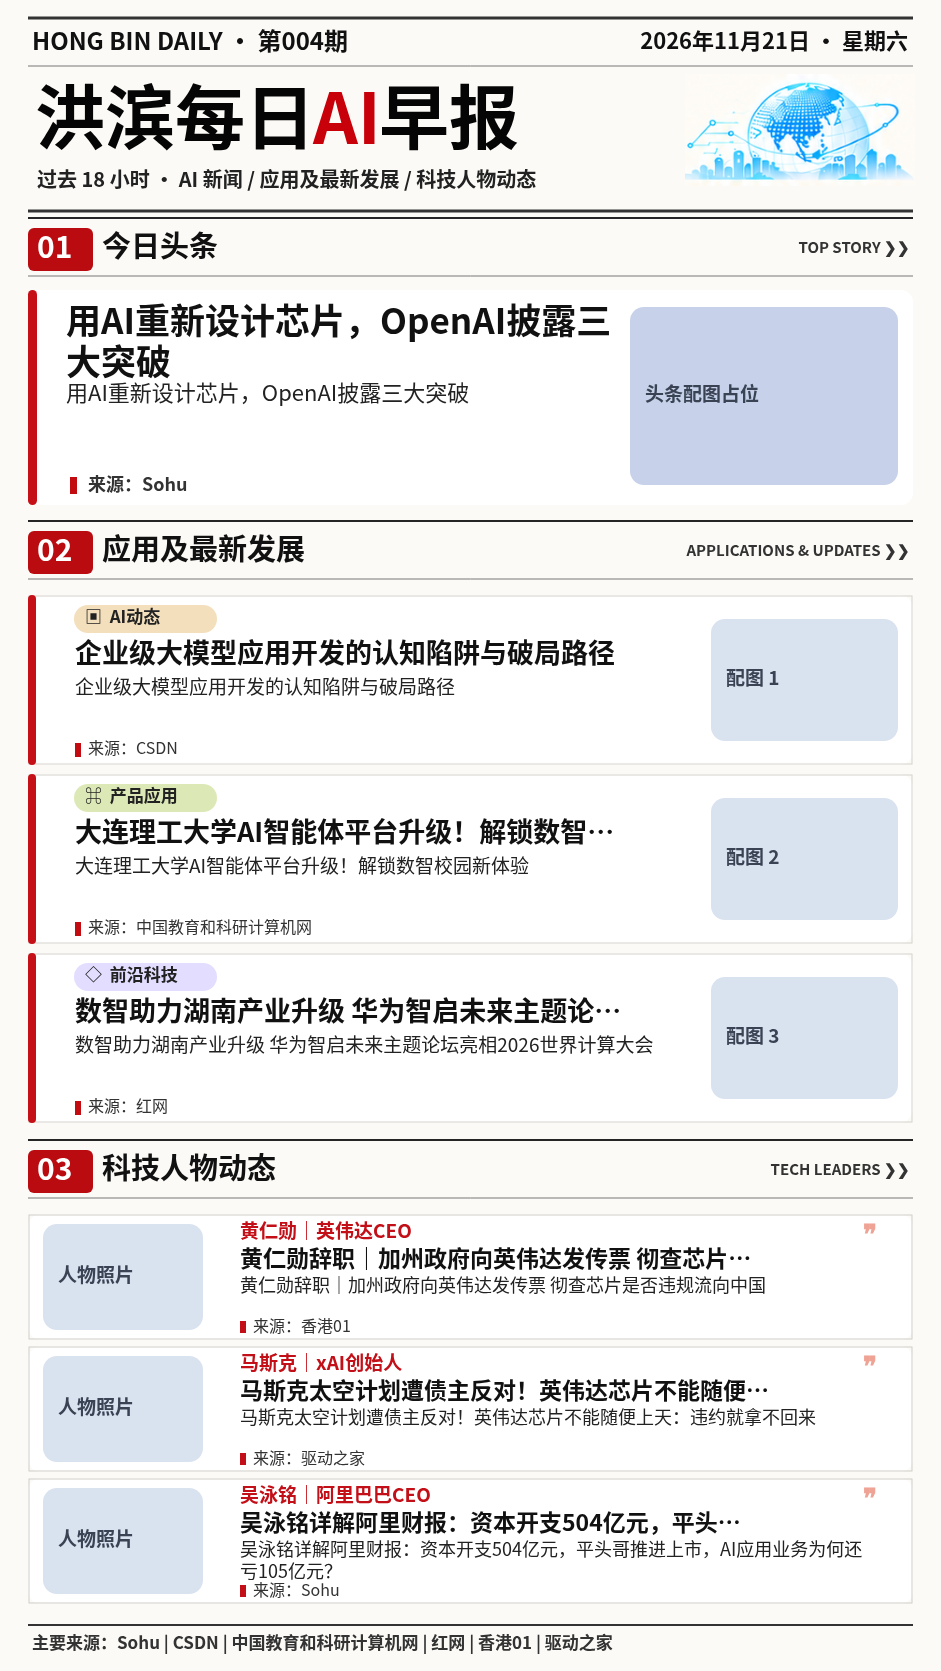 HONG BIN DAILY • 第004期
2026年11月21日 • 星期六
洪滨每日AI早报
过去 18 小时 • AI 新闻 / 应用及最新发展 / 科技人物动态
01 今日头条
TOP STORY ❯❯
用AI重新设计芯片，OpenAI披露三
大突破
用AI重新设计芯片，OpenAI披露三大突破
来源：Sohu
头条配图占位
02 应用及最新发展
APPLICATIONS & UPDATES ❯❯
▣ AI动态
企业级大模型应用开发的认知陷阱与破局路径
企业级大模型应用开发的认知陷阱与破局路径
来源：CSDN
配图 1
⌘ 产品应用
大连理工大学AI智能体平台升级！解锁数智…
大连理工大学AI智能体平台升级！解锁数智校园新体验
来源：中国教育和科研计算机网
配图 2
◇ 前沿科技
数智助力湖南产业升级 华为智启未来主题论…
数智助力湖南产业升级 华为智启未来主题论坛亮相2026世界计算大会
来源：红网
配图 3
03 科技人物动态
TECH LEADERS ❯❯
人物照片
黄仁勋｜英伟达CEO
黄仁勋辞职｜加州政府向英伟达发传票 彻查芯片…
黄仁勋辞职｜加州政府向英伟达发传票 彻查芯片是否违规流向中国
来源：香港01
人物照片
马斯克｜xAI创始人
马斯克太空计划遭债主反对！英伟达芯片不能随便…
马斯克太空计划遭债主反对！英伟达芯片不能随便上天：违约就拿不回来
来源：驱动之家
人物照片
吴泳铭｜阿里巴巴CEO
吴泳铭详解阿里财报：资本开支504亿元，平头…
吴泳铭详解阿里财报：资本开支504亿元，平头哥推进上市，AI应用业务为何还
亏105亿元？
来源：Sohu
主要来源：Sohu | CSDN | 中国教育和科研计算机网 | 红网 | 香港01 | 驱动之家